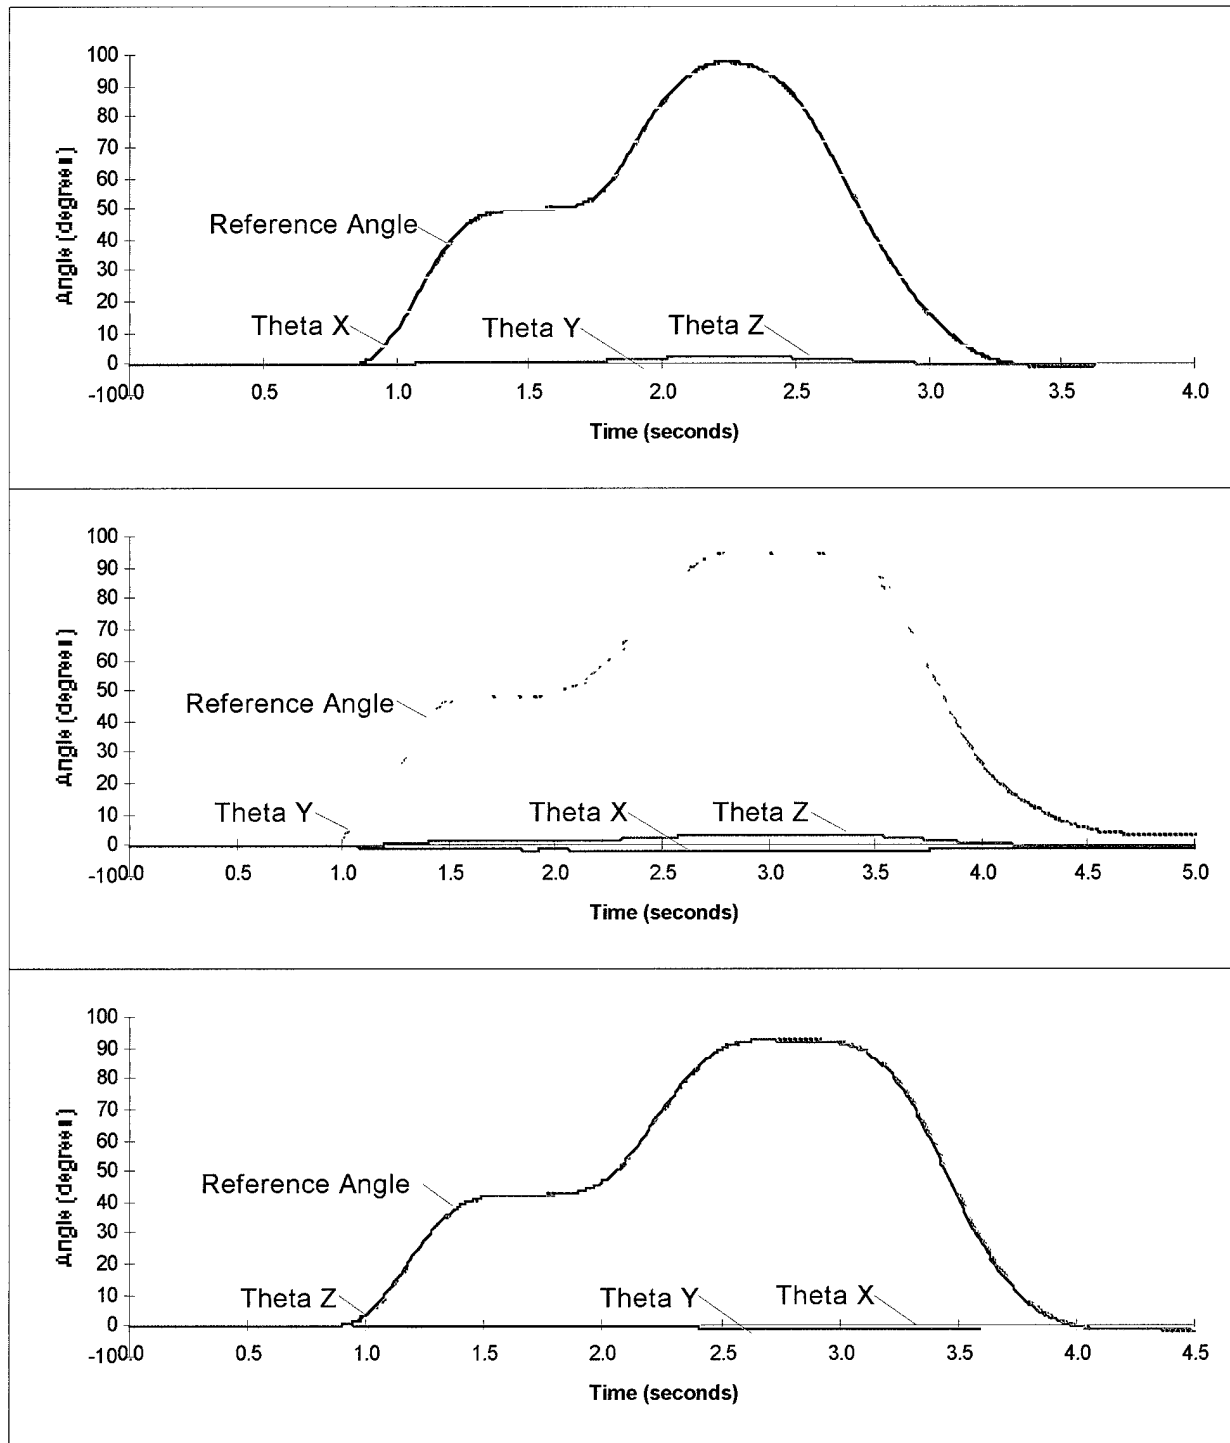 100
90
80
70
60
50
40
30
20
10
0
-10
Angle (degrees)
Reference Angle
Theta X
Theta Y
Theta Z
0.0 0.5 1.0 1.5 2.0 2.5 3.0 3.5 4.0
Time (seconds)
100
90
80
70
60
50
40
30
20
10
0
-10
Angle (degrees)
Reference Angle
Theta Y
Theta X
Theta Z
0.0 0.5 1.0 1.5 2.0 2.5 3.0 3.5 4.0 4.5 5.0
Time (seconds)
100
90
80
70
60
50
40
30
20
10
0
-10
Angle (degrees)
Reference Angle
Theta Z
Theta Y
Theta X
0.0 0.5 1.0 1.5 2.0 2.5 3.0 3.5 4.0 4.5
Time (seconds)